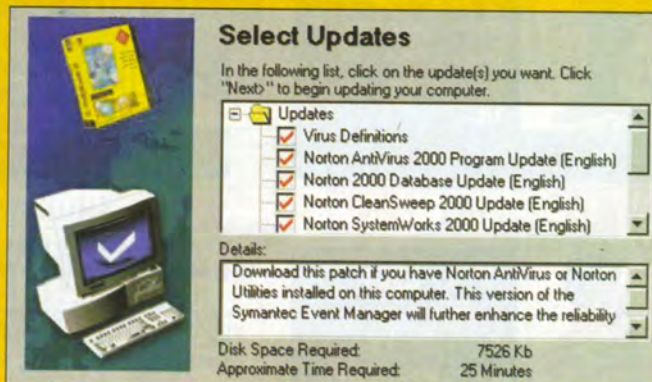 Select Updates
In the following list, click on the update(s) you want. Click
"Next>" to begin updating your computer.
Updates
Virus Definitions
Norton AntiVirus 2000 Program Update (English)
Norton 2000 Database Update (English)
Norton CleanSweep 2000 Update (English)
Norton SystemWorks 2000 Update (English)
Details:
Download this patch if you have Norton AntiVirus or Norton
Utilities installed on this computer. This version of the
Symantec Event Manager will further enhance the reliability
Disk Space Required: 7526 Kb
Approximate Time Required: 25 Minutes